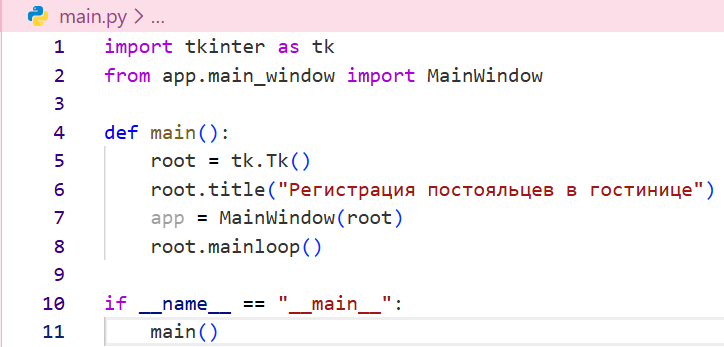 main.py > ...
1 import tkinter as tk
2 from app.main_window import MainWindow
3
4 def main():
5     root = tk.Tk()
6     root.title("Регистрация постояльцев в гостинице")
7     app = MainWindow(root)
8     root.mainloop()
9
10 if __name__ == "__main__":
11     main()